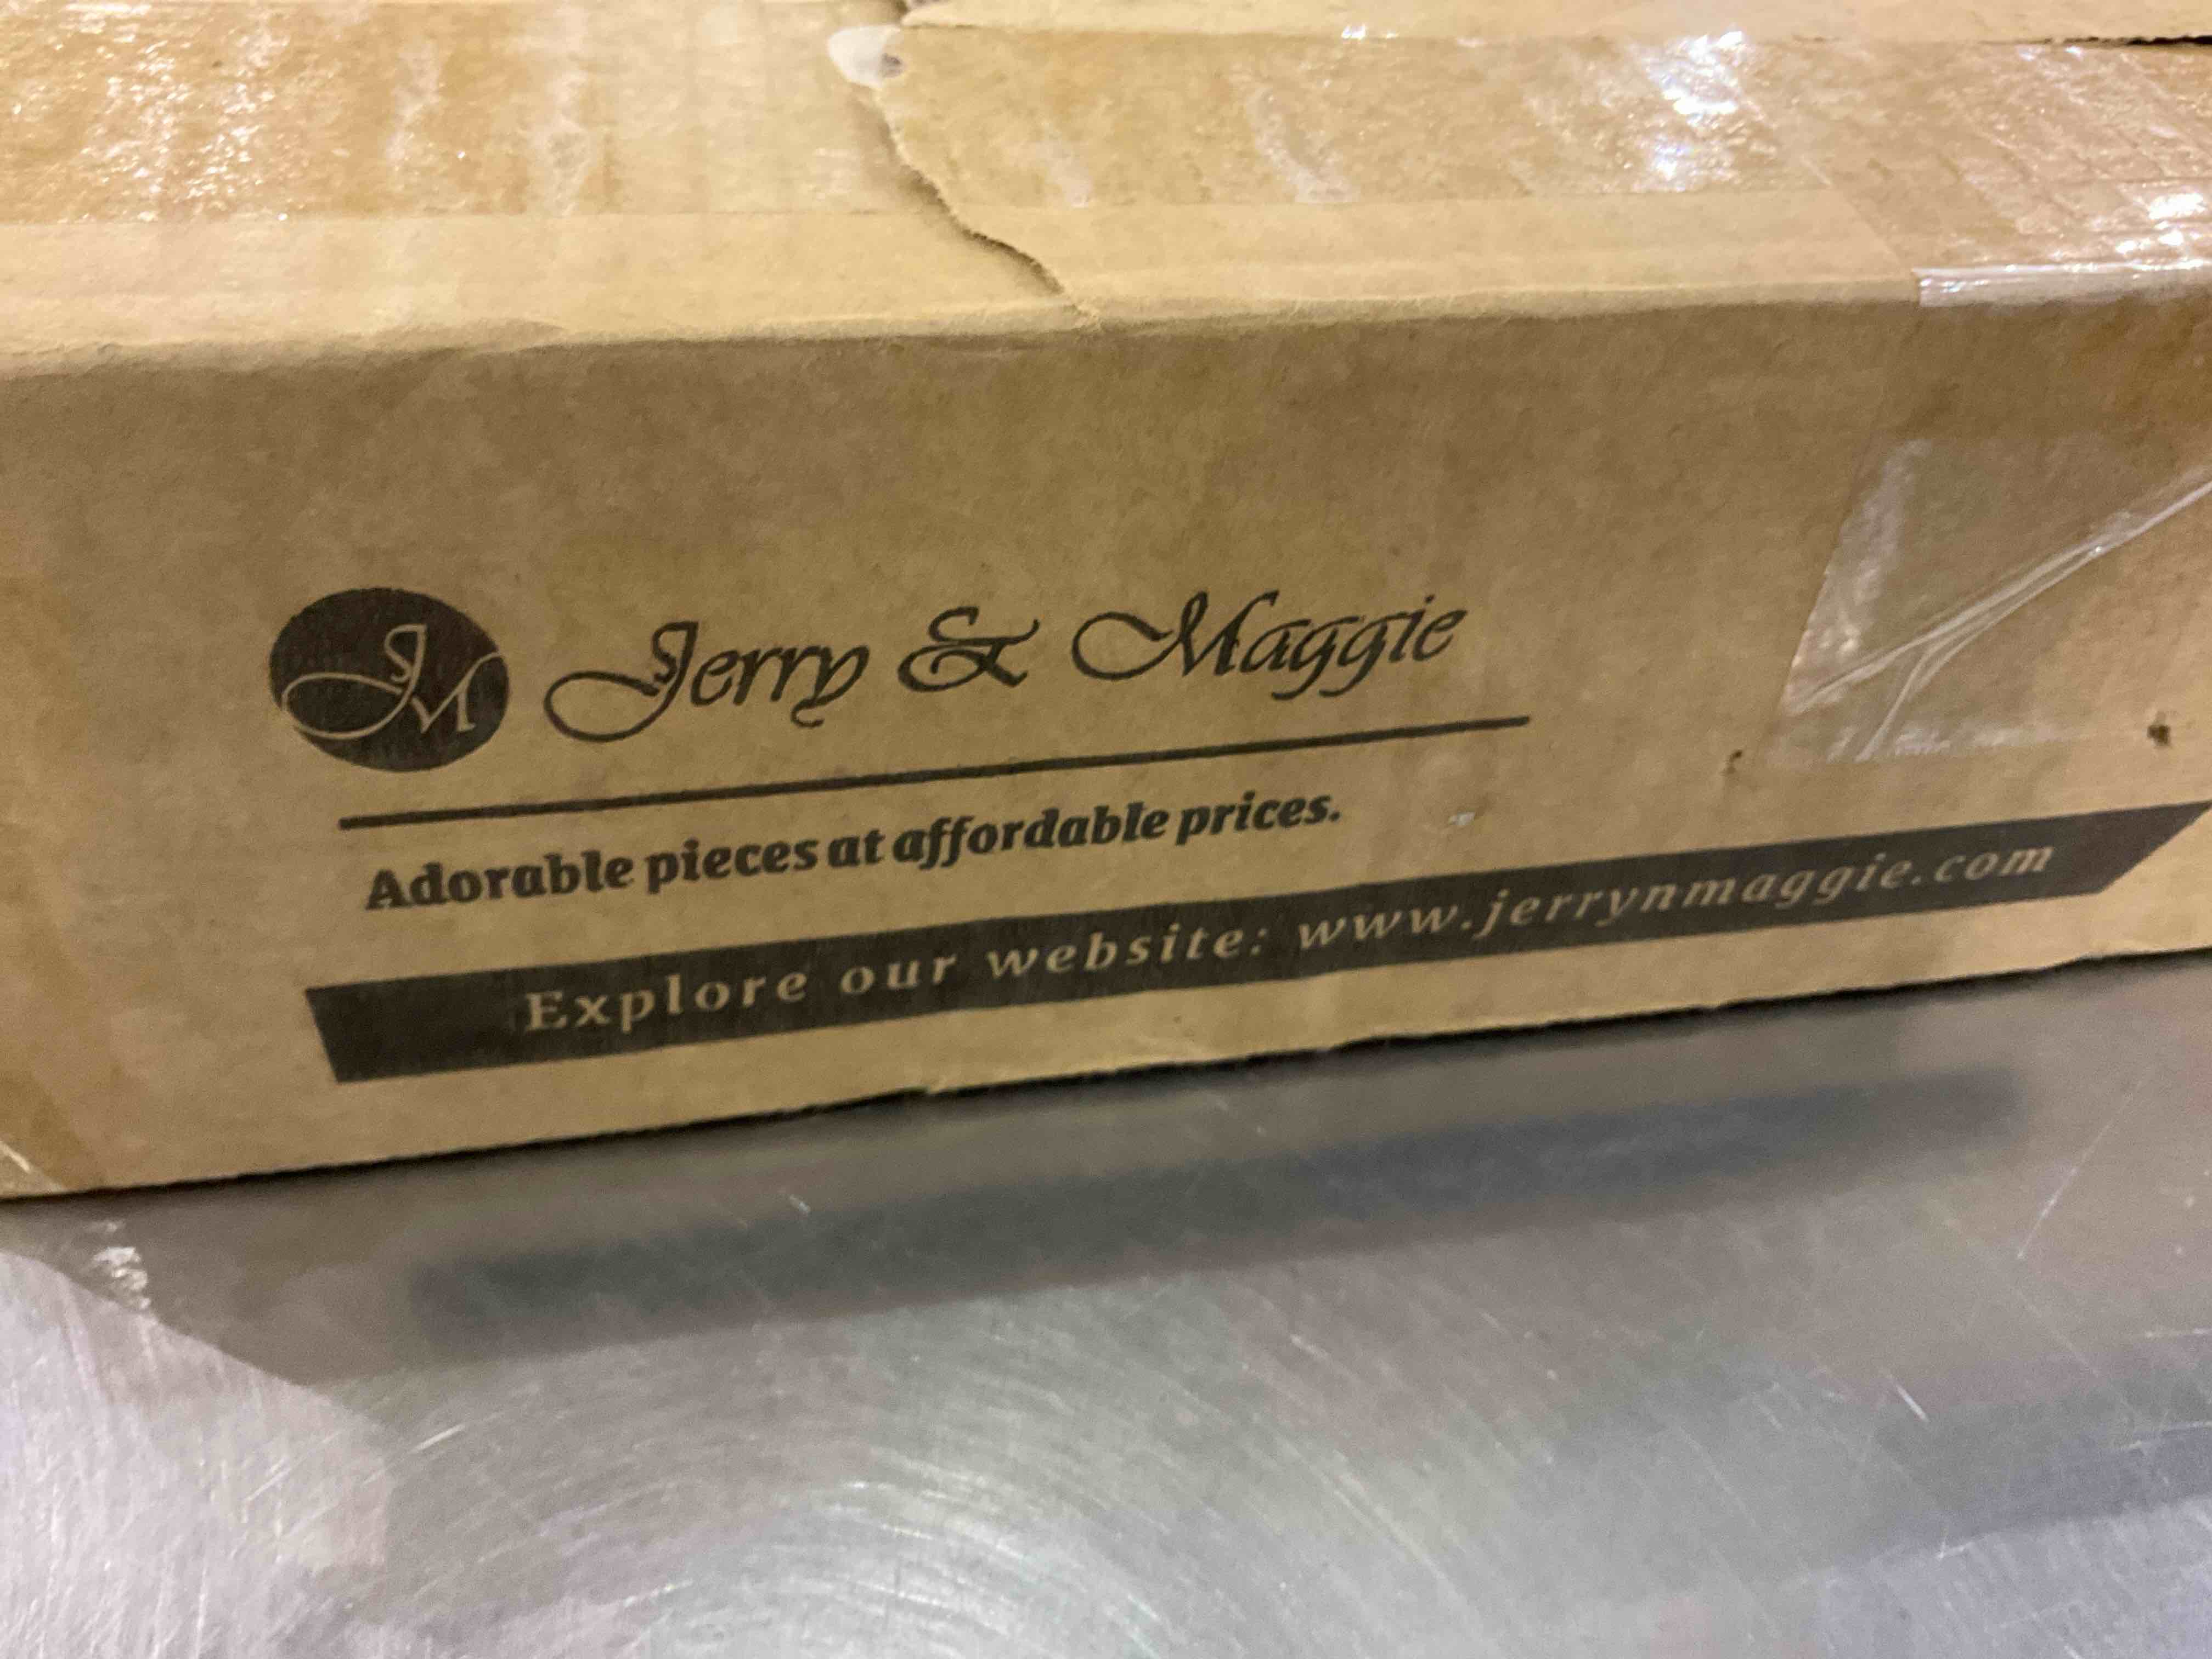 JM Jerry & Maggie
Adorable pieces at affordable prices.
Explore our website: www.jerrynmaggie.com